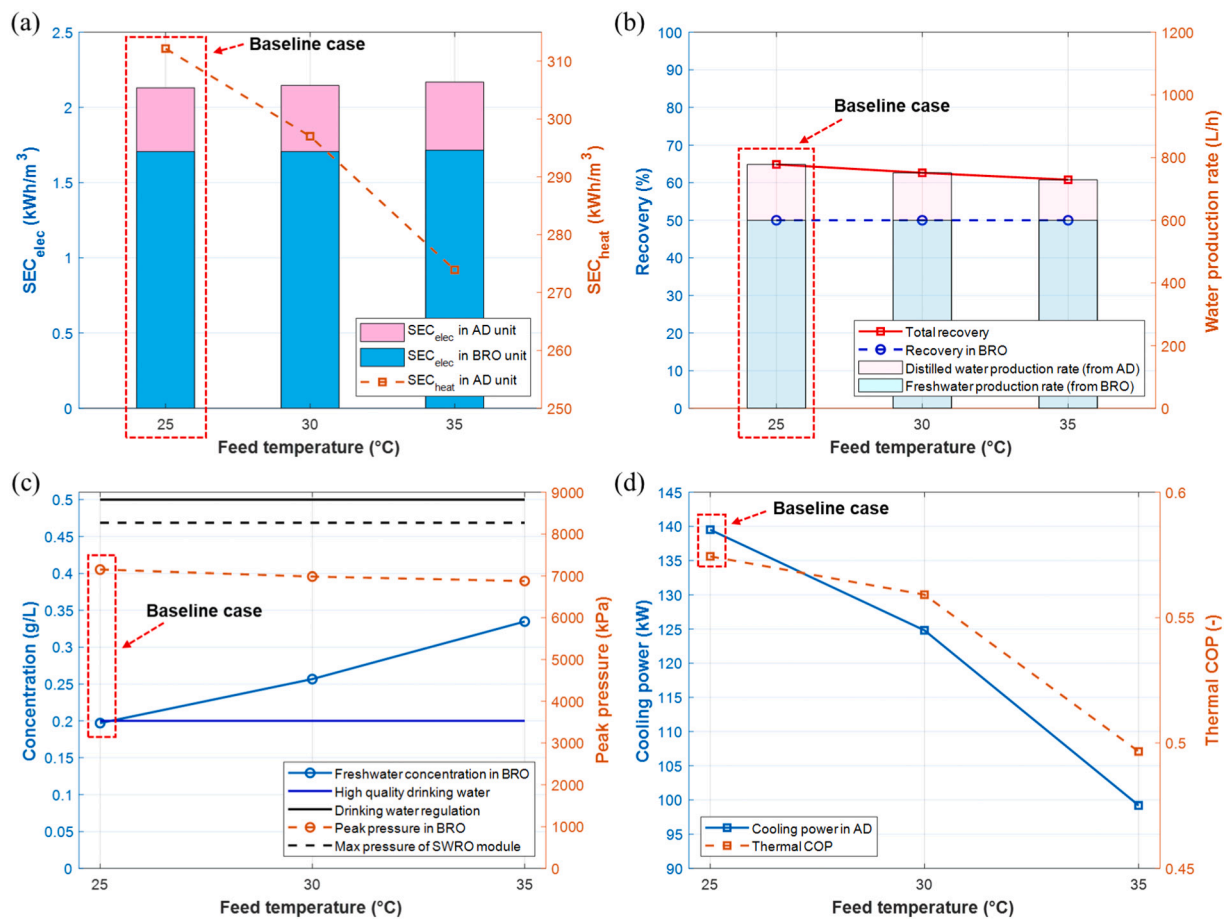 (a)
Baseline case
2.5
2
1.5
1
0.5
0
310
300
290
280
270
260
250
SEC_elec (kWh/m³)
SEC_heat (kWh/m³)
SEC_elec in AD unit
SEC_elec in BRO unit
SEC_heat in AD unit
25
30
35
Feed temperature (°C)
(b)
Baseline case
100
90
80
70
60
50
40
30
20
10
0
1200
1000
800
600
400
200
0
Recovery (%)
Water production rate (L/h)
Total recovery
Recovery in BRO
Distilled water production rate (from AD)
Freshwater production rate (from BRO)
25
30
35
Feed temperature (°C)
(c)
Baseline case
0.5
0.45
0.4
0.35
0.3
0.25
0.2
0.15
0.1
0.05
0
9000
8000
7000
6000
5000
4000
3000
2000
1000
0
Concentration (g/L)
Peak pressure (kPa)
Freshwater concentration in BRO
High quality drinking water
Drinking water regulation
Peak pressure in BRO
Max pressure of SWRO module
25
30
35
Feed temperature (°C)
(d)
Baseline case
145
140
135
130
125
120
115
110
105
100
95
90
0.6
0.55
0.5
0.45
Cooling power (kW)
Thermal COP (-)
Cooling power in AD
Thermal COP
25
30
35
Feed temperature (°C)